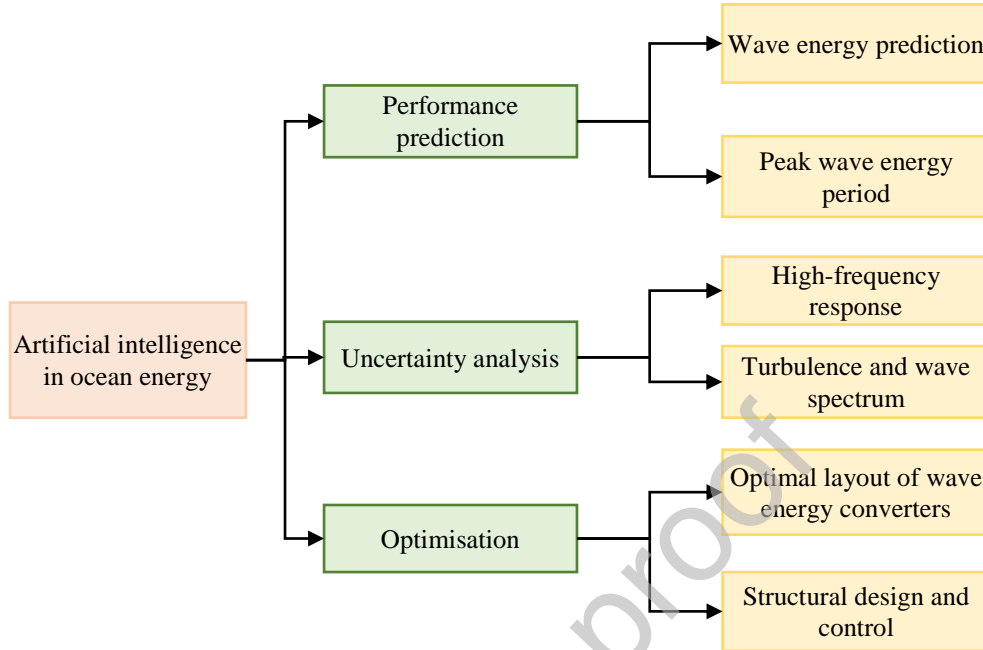 Artificial intelligence
in ocean energy
Performance
prediction
Wave energy prediction
Peak wave energy
period
Uncertainty analysis
High-frequency
response
Turbulence and wave
spectrum
Optimisation
Optimal layout of wave
energy converters
Structural design and
control
proof